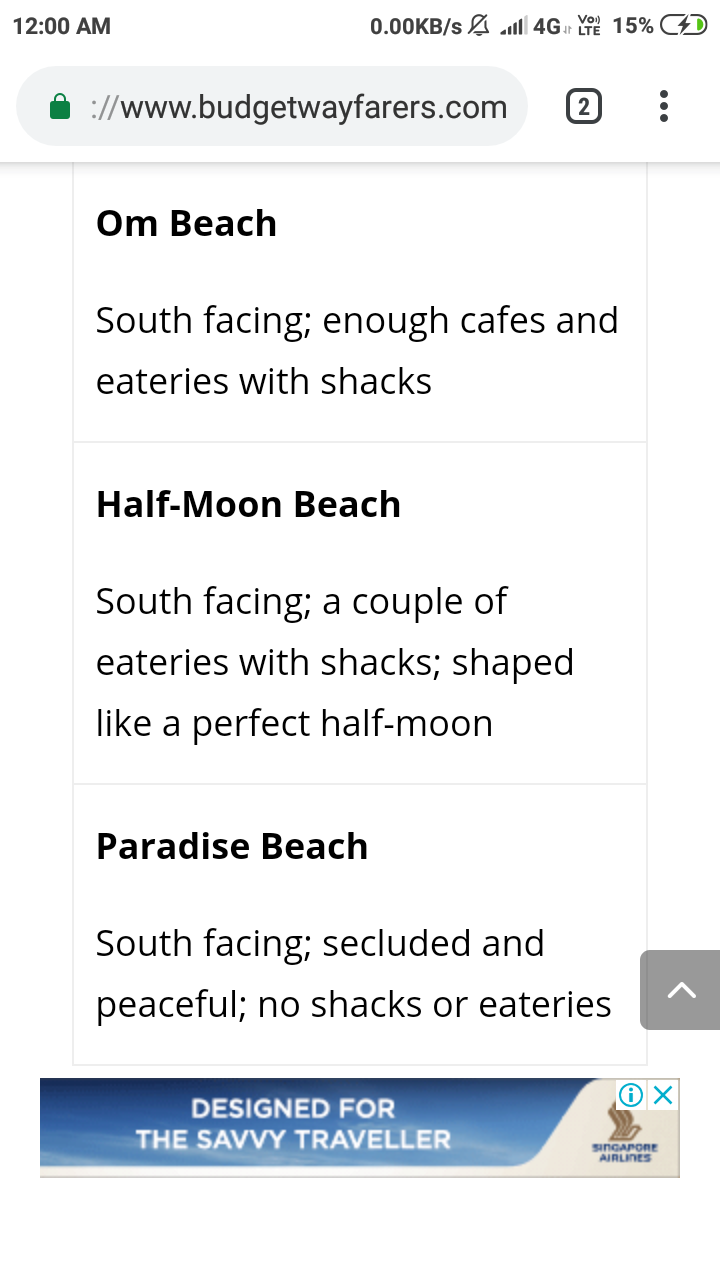 12:00 AM 0.00KB/s 4G Vo) LTE 15%
://www.budgetwayfarers.com 2
Om Beach
South facing; enough cafes and
eateries with shacks
Half-Moon Beach
South facing; a couple of
eateries with shacks; shaped
like a perfect half-moon
Paradise Beach
South facing; secluded and
peaceful; no shacks or eateries
DESIGNED FOR
THE SAVVY TRAVELLER
SINGAPORE
AIRLINES